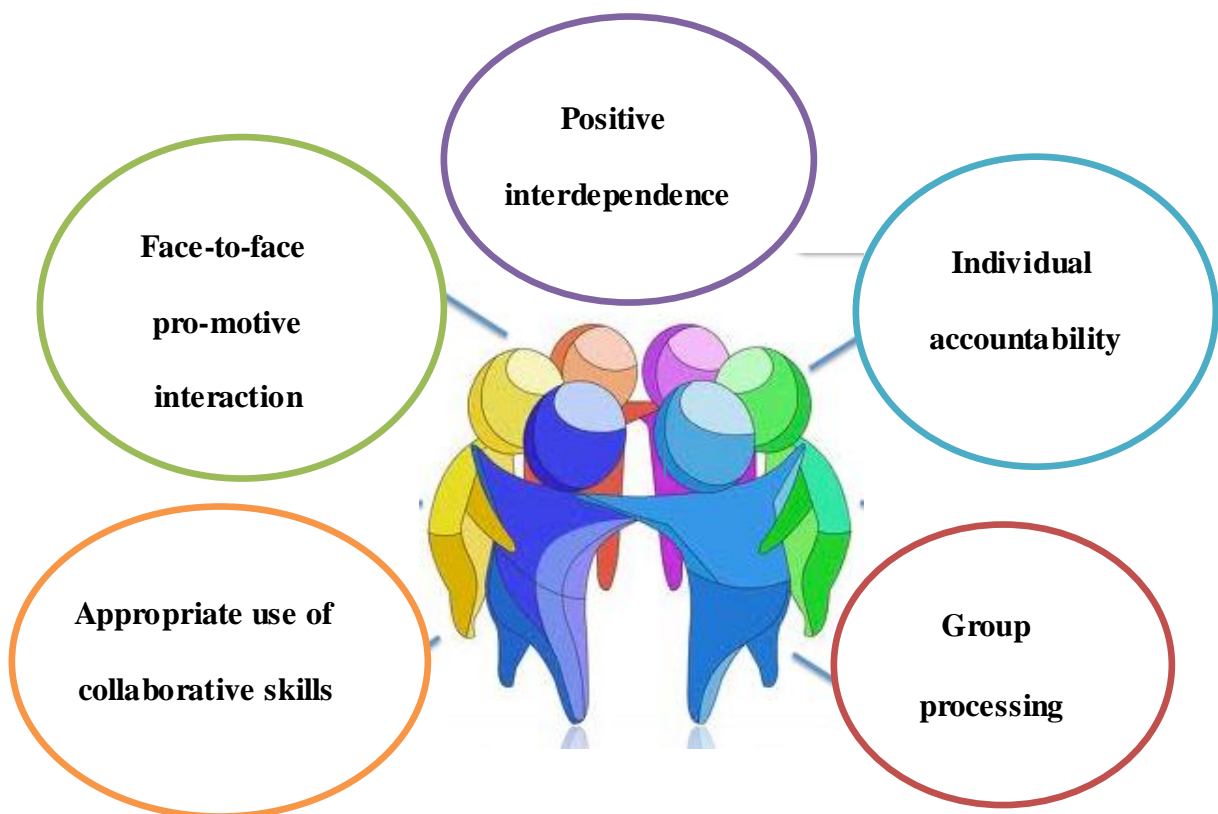 Positive
interdependence
Face-to-face
pro-motive
interaction
Individual
accountability
Appropriate use of
collaborative skills
Group
processing